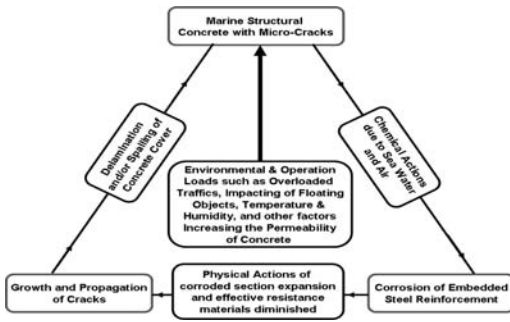 Marine Structural
Concrete with Micro-Cracks
Delamination
and/or Spalling of
Concrete Cover
Chemical Actions
due to Sea Water
and Air
Environmental & Operation
Loads such as Overloaded
Traffics, Impacting of Floating
Objects, Temperature &
Humidity, and other factors
Increasing the Permeability
of Concrete
Growth and Propagation
of Cracks
Physical Actions of
corroded section expansion
and effective resistance
materials diminished
Corrosion of Embedded
Steel Reinforcement